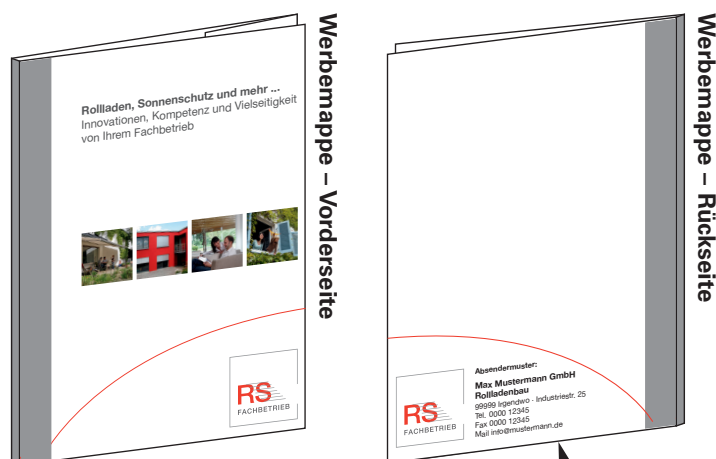 Werbemappe – Vorderseite
Rollladen, Sonnenschutz und mehr ...
Innovationen, Kompetenz und Vielseitigkeit
von Ihrem Fachbetrieb
RS
FACHBETRIEB
Werbemappe – Rückseite
RS
FACHBETRIEB
Absendermuster:
Max Mustermann GmbH
Rollladenbau
99999 Irgendwo · Industriestr. 25
Tel. 0000 12345
Fax 0000 12345
Mail info@mustermann.de